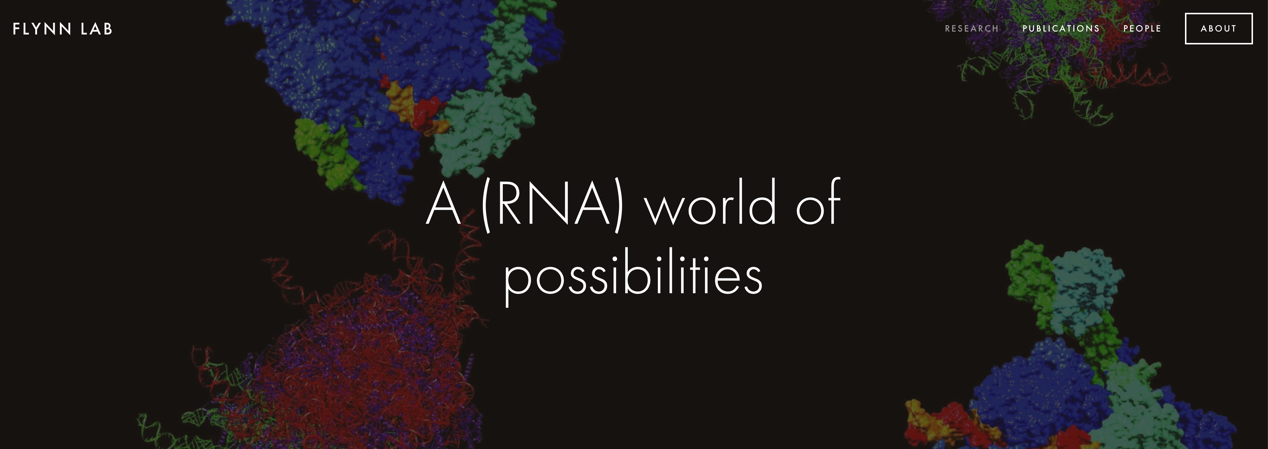 FLYNN LAB
RESEARCH PUBLICATIONS PEOPLE ABOUT
A (RNA) world of
possibilities